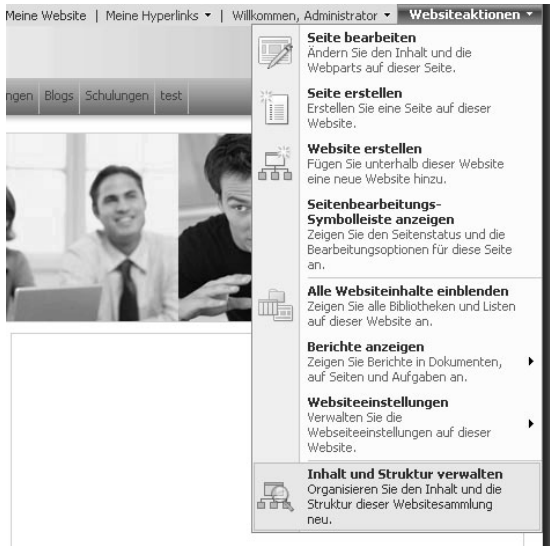 Meine Website | Meine Hyperlinks ▾ | Willkommen, Administrator ▾ Websiteaktionen ▾
Blogs Schulungen test
Seite bearbeiten
Ändern Sie den Inhalt und die
Webparts auf dieser Seite.
Seite erstellen
Erstellen Sie eine Seite auf dieser
Website.
Website erstellen
Fügen Sie unterhalb dieser Website
eine neue Website hinzu.
Seitenbearbeitungs-
Symbolleiste anzeigen
Zeigen Sie den Seitenstatus und die
Bearbeitungsoptionen für diese Seite
an.
Alle Websiteinhalte einblenden
Zeigen Sie alle Bibliotheken und Listen
auf dieser Website an.
Berichte anzeigen
Zeigen Sie Berichte in Dokumenten,
auf Seiten und Aufgaben an.
Websiteeinstellungen
Verwalten Sie die
Webseiteeinstellungen auf dieser
Website.
Inhalt und Struktur verwalten
Organisieren Sie den Inhalt und die
Struktur dieser Websitesammlung
neu.